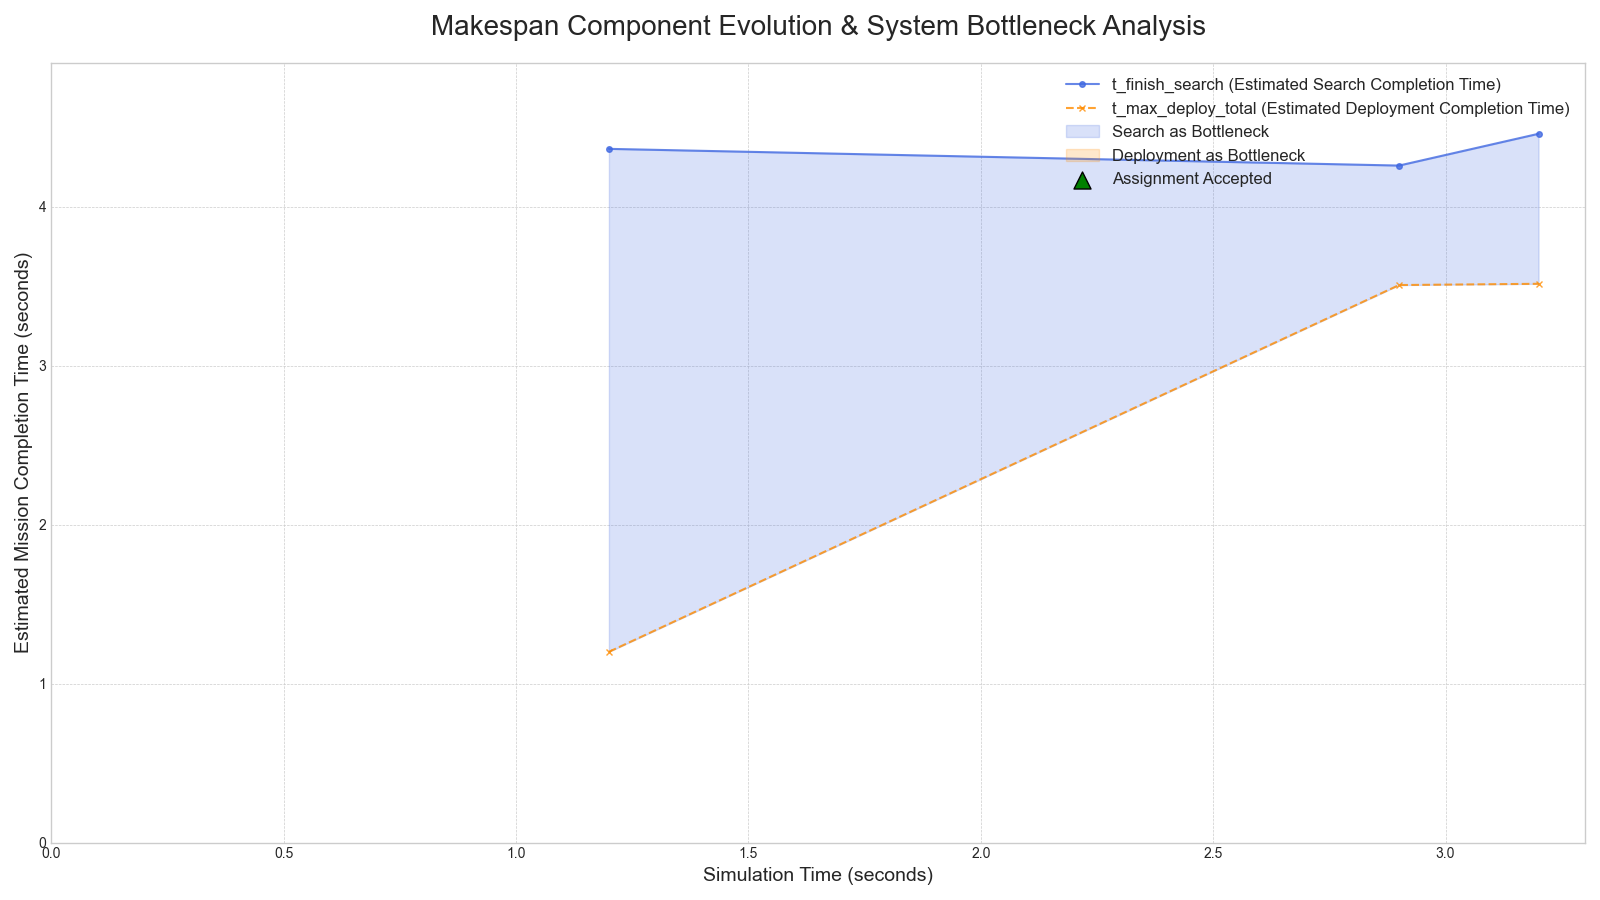 Makespan Component Evolution & System Bottleneck Analysis
t_finish_search (Estimated Search Completion Time)
t_max_deploy_total (Estimated Deployment Completion Time)
Search as Bottleneck
Deployment as Bottleneck
Assignment Accepted
Estimated Mission Completion Time (seconds)
4
3
2
1
0
0.0 0.5 1.0 1.5 2.0 2.5 3.0
Simulation Time (seconds)